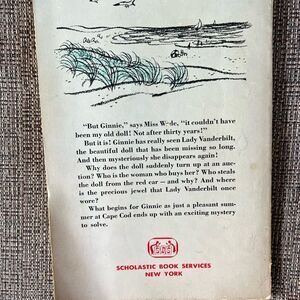 "But Ginnie," says Miss Wade, "it couldn't have
been my old doll! Not after thirty years!"
But it is! Ginnie has really seen Lady Vanderbilt,
the beautiful doll that has been missing so long.
And then mysteriously she disappears again!
Why does the doll suddenly turn up at an auc-
tion? Who is the woman who buys her? Who steals
the doll from the red car — and why? And where
is the precious jewel that Lady Vanderbilt once
wore?
What begins for Ginnie as just a pleasant sum-
mer at Cape Cod ends up with an exciting mystery
to solve.
SBS
SCHOLASTIC BOOK SERVICES
NEW YORK